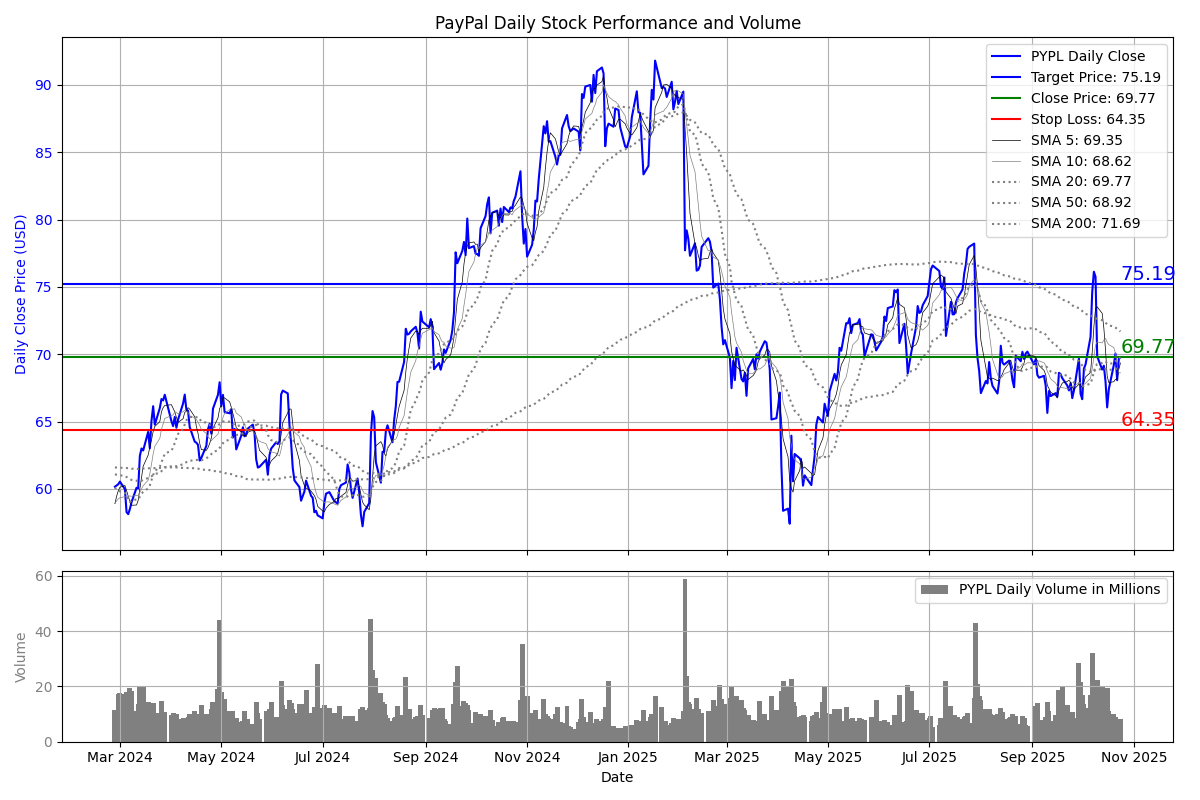 PayPal Daily Stock Performance and Volume
Daily Close Price (USD)
90
85
80
75
70
65
60
PYPL Daily Close
Target Price: 75.19
Close Price: 69.77
Stop Loss: 64.35
SMA 5: 69.35
SMA 10: 68.62
SMA 20: 69.77
SMA 50: 68.92
SMA 200: 71.69
75.19
69.77
64.35
Volume
60
40
20
0
PYPL Daily Volume in Millions
Mar 2024 May 2024 Jul 2024 Sep 2024 Nov 2024 Jan 2025 Mar 2025 May 2025 Jul 2025 Sep 2025 Nov 2025
Date